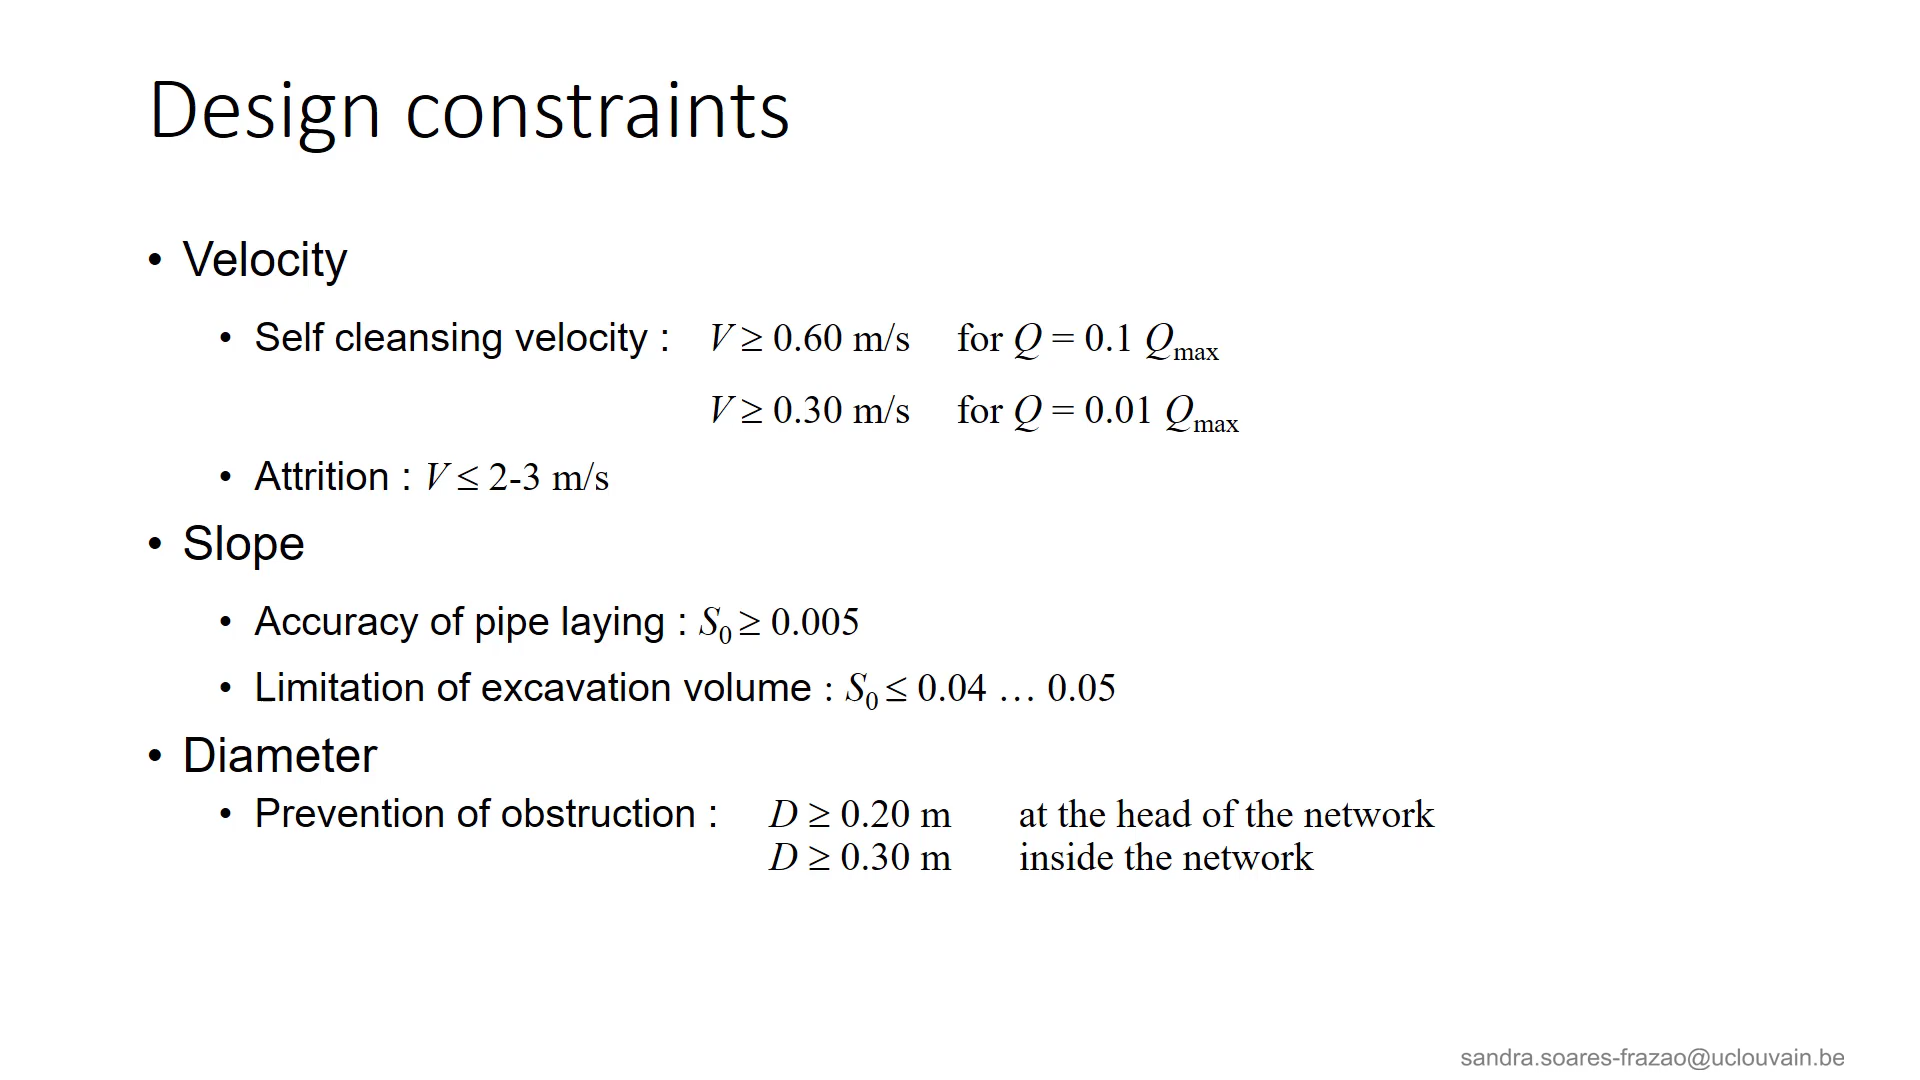 Design constraints
• Velocity
• Self cleansing velocity : V ≥ 0.60 m/s for Q = 0.1 Qmax
V ≥ 0.30 m/s for Q = 0.01 Qmax
• Attrition : V ≤ 2-3 m/s
• Slope
• Accuracy of pipe laying : S0 ≥ 0.005
• Limitation of excavation volume : S0 ≤ 0.04 … 0.05
• Diameter
• Prevention of obstruction : D ≥ 0.20 m at the head of the network
D ≥ 0.30 m inside the network
sandra.soares-frazao@uclouvain.be